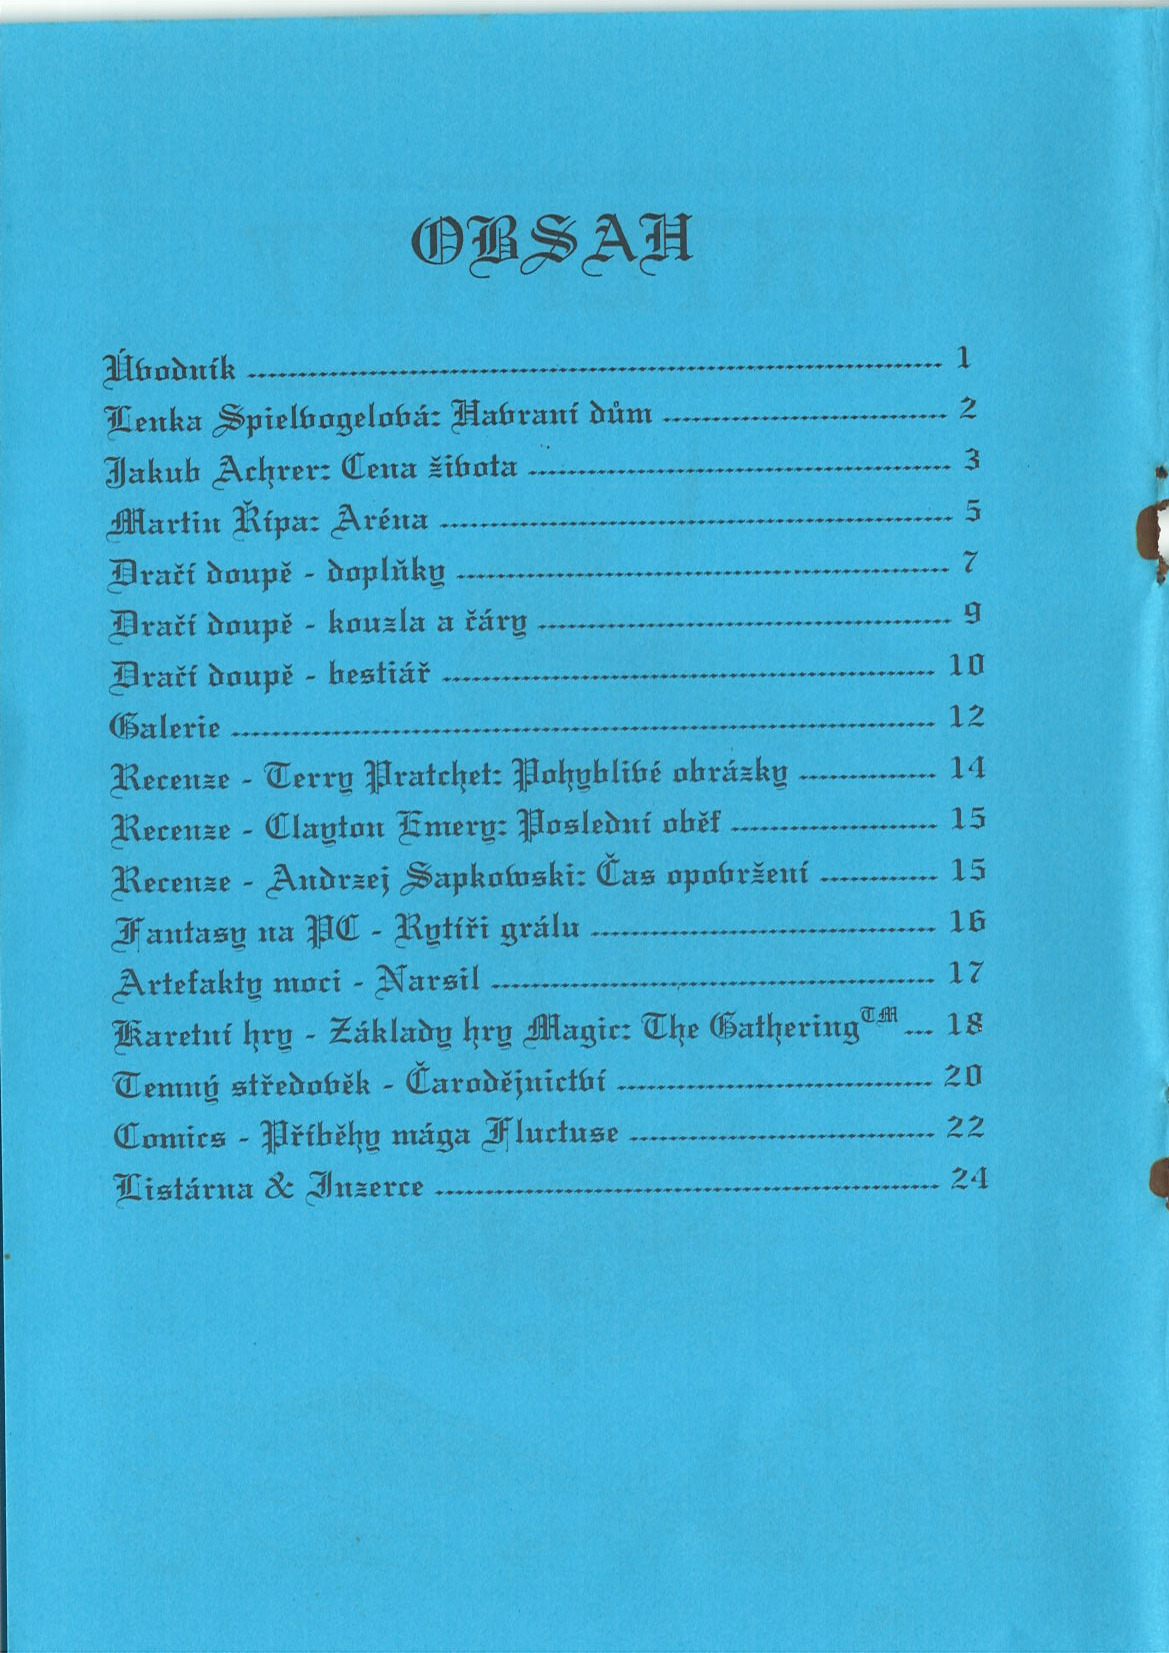 OBSAH
Úvodník ........................................ 1
Lenka Spielvogelová: Havraní dům ........................................ 2
Jakub Achrer: Cena života ........................................ 3
Martin Řípa: Aréna ........................................ 5
Dračí doupě - doplňky ........................................ 7
Dračí doupě - kouzla a čáry ........................................ 9
Dračí doupě - bestiář ........................................ 10
Galerie ........................................ 12
Recenze - Terry Pratchet: Pohyblivé obrázky ............... 14
Recenze - Clayton Emery: Poslední oběť ........................ 15
Recenze - Andrzej Sapkowski: Čas opovržení ............. 15
Fantasy na PC - Rytíři grálu ........................................ 16
Artefakty moci - Narsil ........................................ 17
Karetní hry - Základy hry Magic: The Gathering™ ... 18
Temný středověk - Čarodějnictví ................................ 20
Comics - Příběhy mága Fluctuse ................................ 22
Listárna & Inzerce ........................................ 24